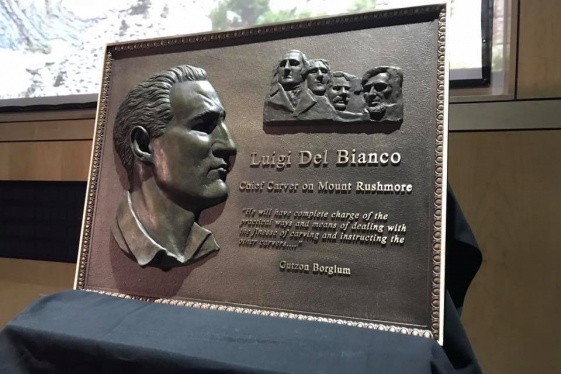 Luigi Del Bianco
Chief Carver on Mount Rushmore
"He will have complete charge of the
practical ways and means of dealing with
the finesse of carving and instructing the
other carvers...."
Gutzon Borglum